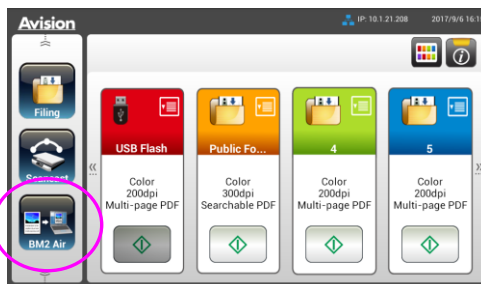 Avision
IP: 10.1.21.208
2017/9/6 16:1
Filing
Scancast
BM2 Air
USB Flash
Color
200dpi
Multi-page PDF
Public Fo...
Color
300dpi
Searchable PDF
4
Color
200dpi
Multi-page PDF
5
Color
200dpi
Multi-page PDF